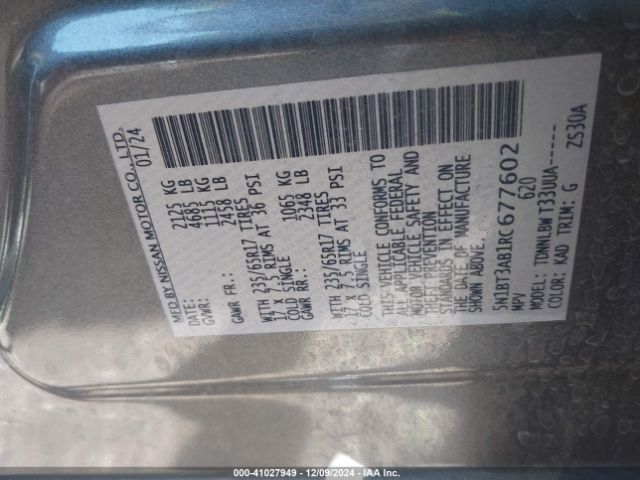 MFD BY NISSAN MOTOR CO., LTD.
DATE: 01/24
GVWR: 2125 KG
4685 LB
GAWR FR.: 1115 KG
2458 LB
WITH 235/65R17 TIRES
17 X 7.5 RIMS AT 36 PSI
COLD SINGLE
GAWR RR.: 1065 KG
2348 LB
WITH 235/65R17 TIRES
17 X 7.5 RIMS AT 33 PSI
COLD SINGLE
THIS VEHICLE CONFORMS TO
ALL APPLICABLE FEDERAL
MOTOR VEHICLE SAFETY AND
THEFT PREVENTION
STANDARDS IN EFFECT ON
THE DATE OF MANUFACTURE
SHOWN ABOVE.
5N1BT3AB1RC677602
MPV 620
MODEL: TDNNLBW T33UUA-----
COLOR: KAD TRIM: G ZS30A
000-41027949 - 12/09/2024 - IAA Inc.